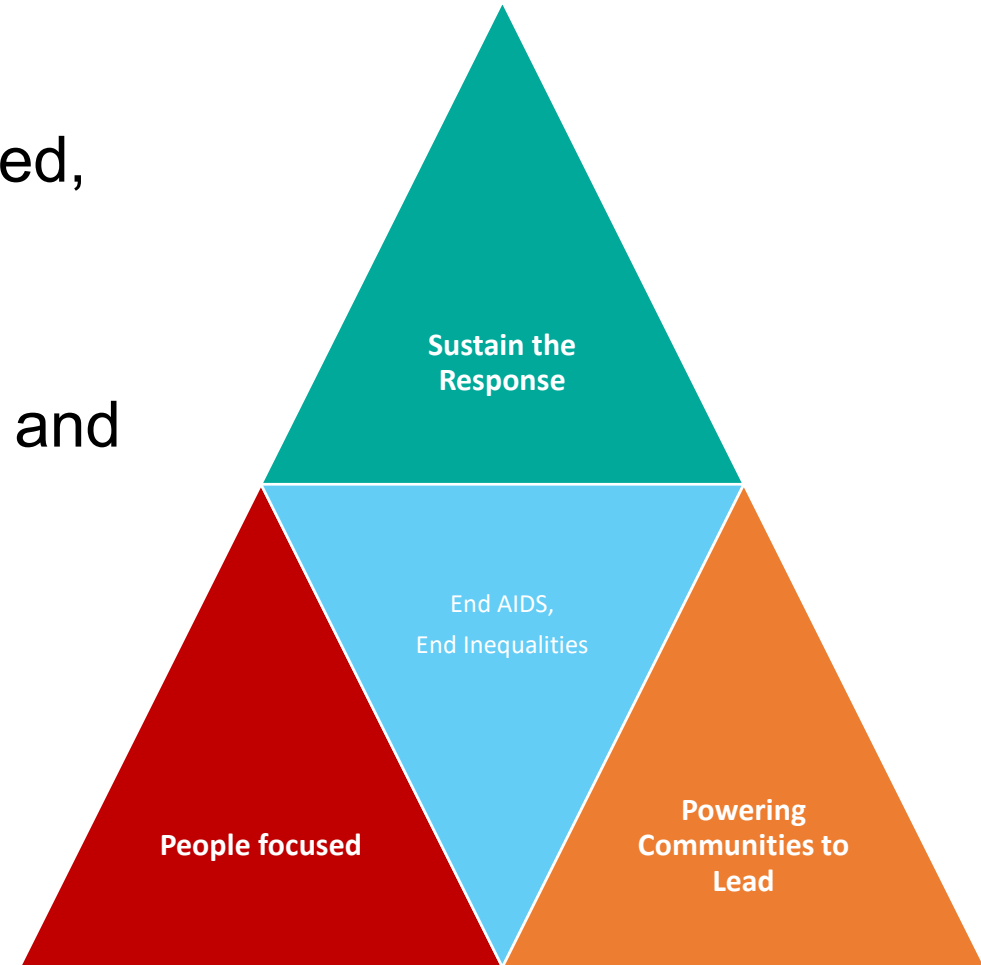 ed,
and
Sustain the
Response
End AIDS,
End Inequalities
People focused
Powering
Communities to
Lead